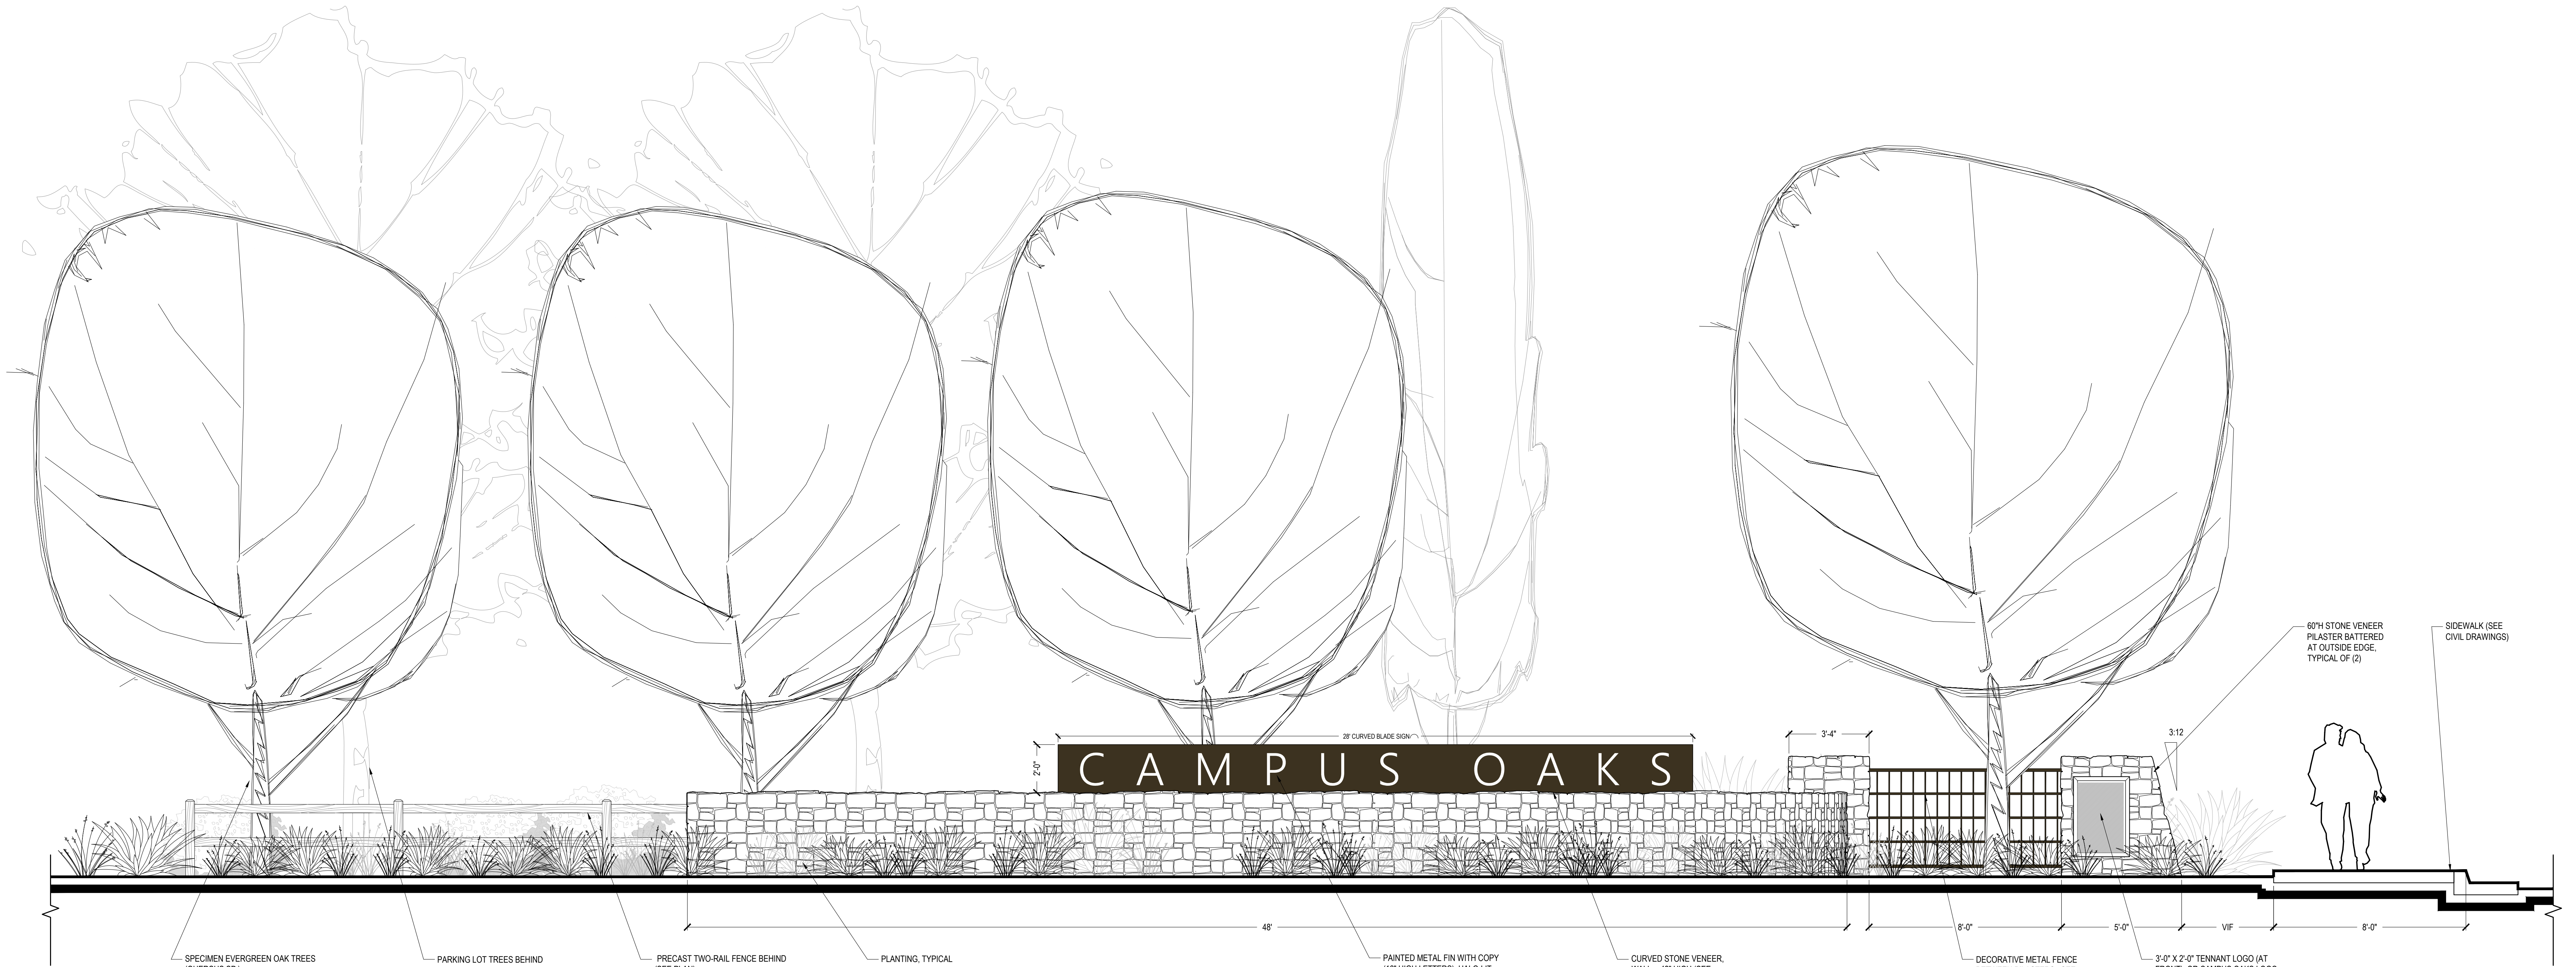 60"H STONE VENEER
PILASTER BATTERED
AT OUTSIDE EDGE,
TYPICAL OF (2)
SIDEWALK (SEE
CIVIL DRAWINGS)
3:12
3'-4"
28' CURVED BLADE SIGN
2'-0"
CAMPUS OAKS
48'
8'-0"
5'-0"
VIF
8'-0"
SPECIMEN EVERGREEN OAK TREES
PARKING LOT TREES BEHIND
PRECAST TWO-RAIL FENCE BEHIND
PLANTING, TYPICAL
PAINTED METAL FIN WITH COPY
CURVED STONE VENEER,
DECORATIVE METAL FENCE
3'-0" X 2'-0" TENNANT LOGO (AT